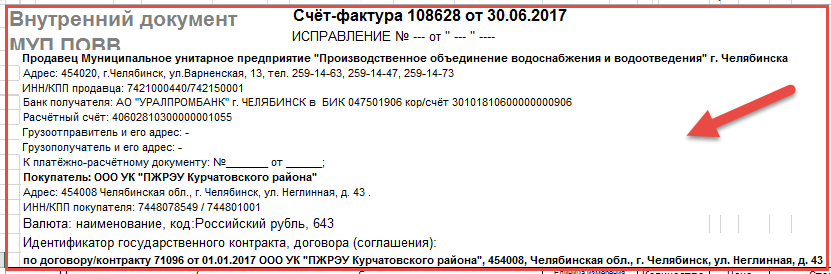 Внутренний документ
МУП ПОВВ
Счёт-фактура 108628 от 30.06.2017
ИСПРАВЛЕНИЕ № --- от " --- " ----
Продавец Муниципальное унитарное предприятие "Производственное объединение водоснабжения и водоотведения" г. Челябинска
Адрес: 454020, г.Челябинск, ул.Варненская, 13, тел. 259-14-63, 259-14-47, 259-14-73
ИНН/КПП продавца: 7421000440/742150001
Банк получателя: АО "УРАЛПРОМБАНК" г. ЧЕЛЯБИНСК в БИК 047501906 кор/счёт 30101810600000000906
Расчётный счёт: 40602810300000001055
Грузоотправитель и его адрес: -
Грузополучатель и его адрес: -
К платёжно-расчётному документу: №_______ от ______;
Покупатель: ООО УК "ПЖРЭУ Курчатовского района"
Адрес: 454008 Челябинская обл., г. Челябинск, ул. Неглинная, д. 43 .
ИНН/КПП покупателя: 7448078549 / 744801001
Валюта: наименование, код:Российский рубль, 643
Идентификатор государственного контракта, договора (соглашения):
по договору/контракту 71096 от 01.01.2017 ООО УК "ПЖРЭУ Курчатовского района", 454008, Челябинская обл., г. Челябинск, ул. Неглинная, д. 43